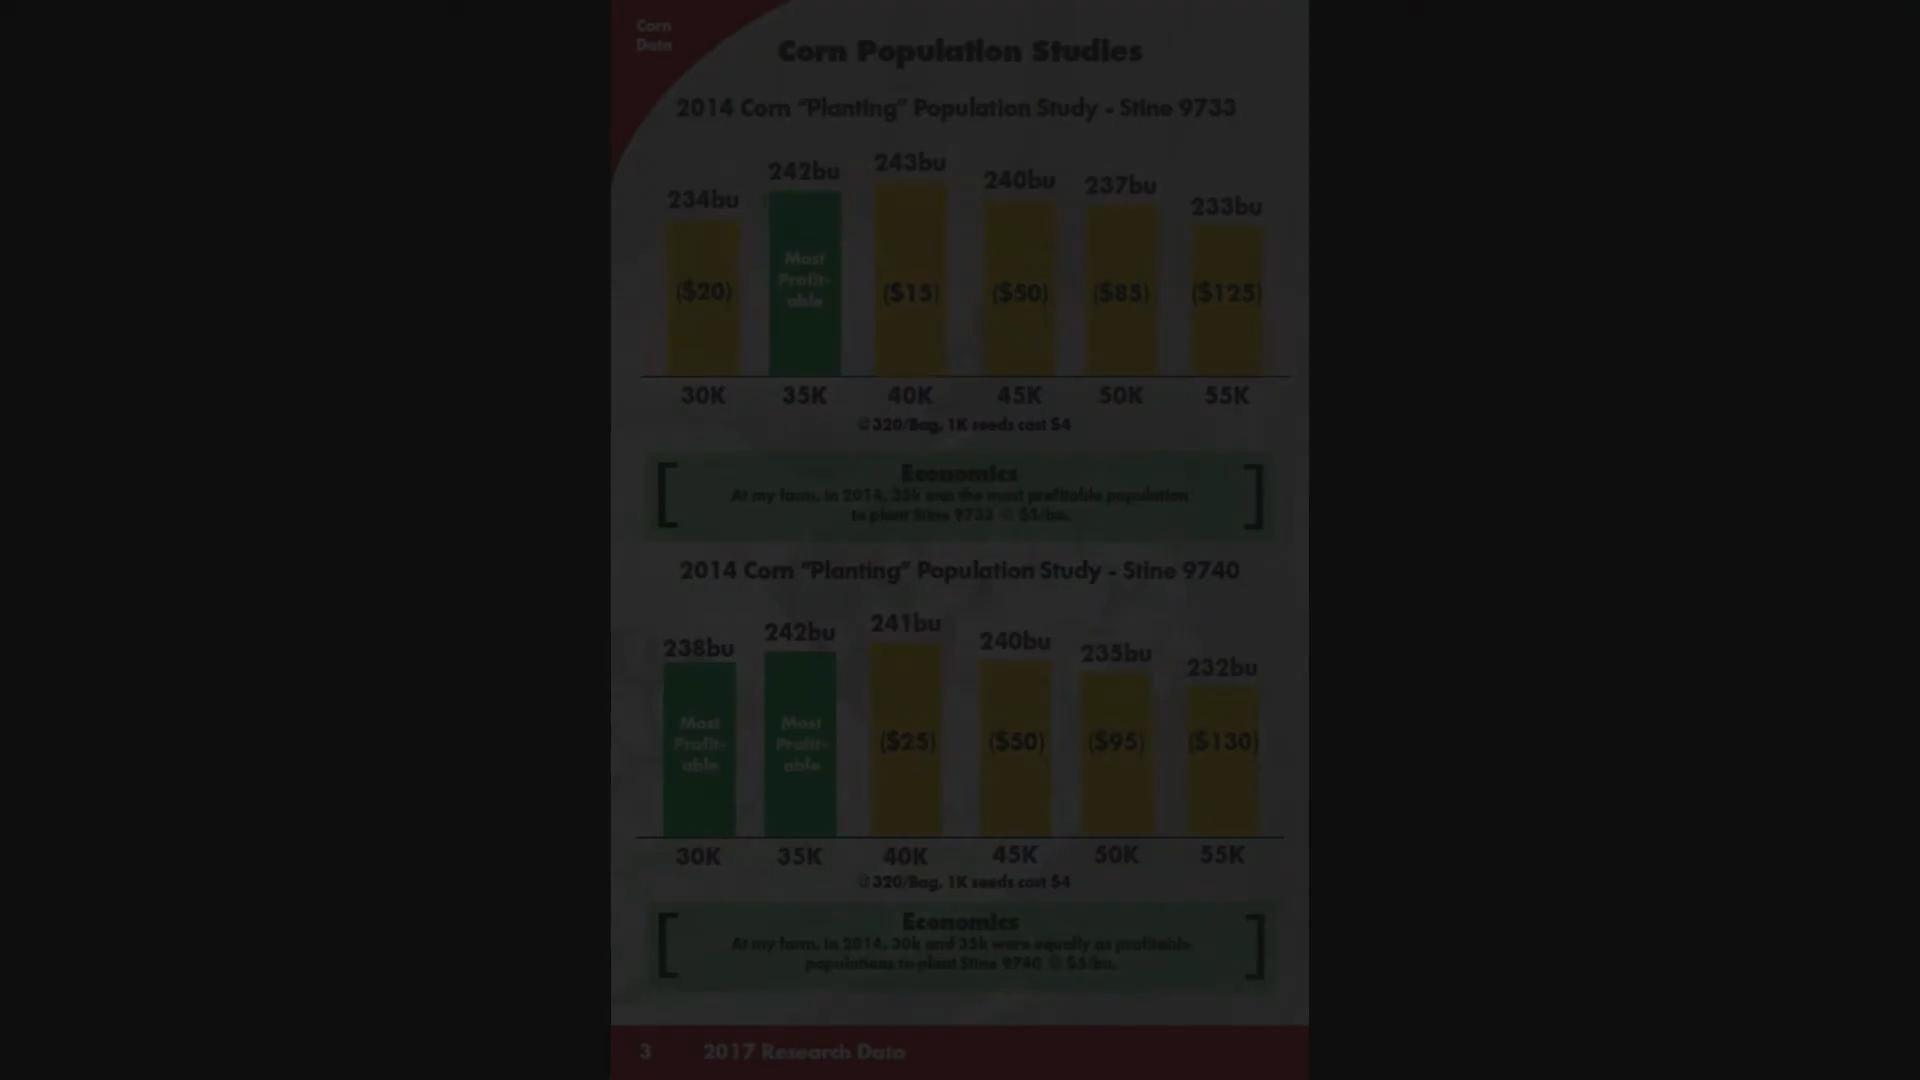 Corn
Data
Corn Population Studies
2014 Corn “Planting” Population Study - Stine 9733
234bu 242bu 243bu 240bu 237bu 233bu
($20) Most Profit-able ($15) ($50) ($85) ($125)
30K 35K 40K 45K 50K 55K
@320/Bag, 1K seeds cost $4
Economics
At my farm, in 2014, 35k was the most profitable population
to plant Stine 9733 @ $5/bu.
2014 Corn “Planting” Population Study - Stine 9740
238bu 242bu 241bu 240bu 235bu 232bu
Most Profit-able Most Profit-able ($25) ($50) ($95) ($130)
30K 35K 40K 45K 50K 55K
@320/Bag, 1K seeds cost $4
Economics
At my farm, in 2014, 30k and 35k were equally as profitable
populations to plant Stine 9740 @ $5/bu.
3 2017 Research Data